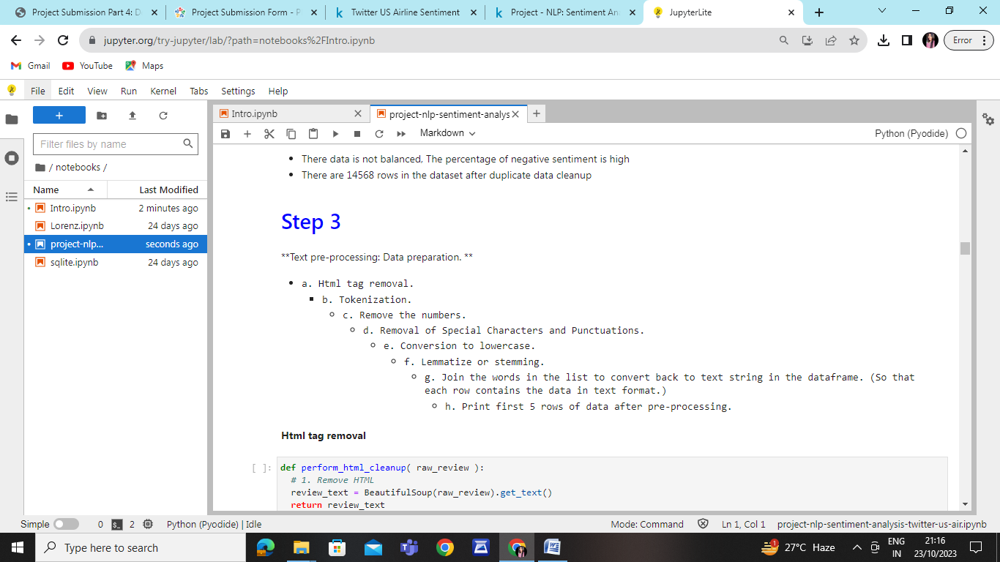 Project Submission Part 4: D
Project Submission Form - P
Twitter US Airline Sentiment
Project - NLP: Sentiment An
JupyterLite
jupyter.org/try-jupyter/lab/?path=notebooks%2FIntro.ipynb
Error
Gmail YouTube Maps
File Edit View Run Kernel Tabs Settings Help
Intro.ipynb
project-nlp-sentiment-analys
Filter files by name
/ notebooks /
Name Last Modified
Intro.ipynb 2 minutes ago
Lorenz.ipynb 24 days ago
project-nlp... seconds ago
sqlite.ipynb 24 days ago
Markdown
Python (Pyodide)
There data is not balanced, The percentage of negative sentiment is high
There are 14568 rows in the dataset after duplicate data cleanup
Step 3
**Text pre-processing: Data preparation. **
a. Html tag removal.
b. Tokenization.
c. Remove the numbers.
d. Removal of Special Characters and Punctuations.
e. Conversion to lowercase.
f. Lemmatize or stemming.
g. Join the words in the list to convert back to text string in the dataframe. (So that
each row contains the data in text format.)
h. Print first 5 rows of data after pre-processing.
Html tag removal
[ ]: def perform_html_cleanup( raw_review ):
# 1. Remove HTML
review_text = BeautifulSoup(raw_review).get_text()
return review_text
Simple 0 2 Python (Pyodide) | Idle
Mode: Command Ln 1, Col 1 project-nlp-sentiment-analysis-twitter-us-air.ipynb
Type here to search
1
27°C Haze
ENG
IN
21:16
23/10/2023